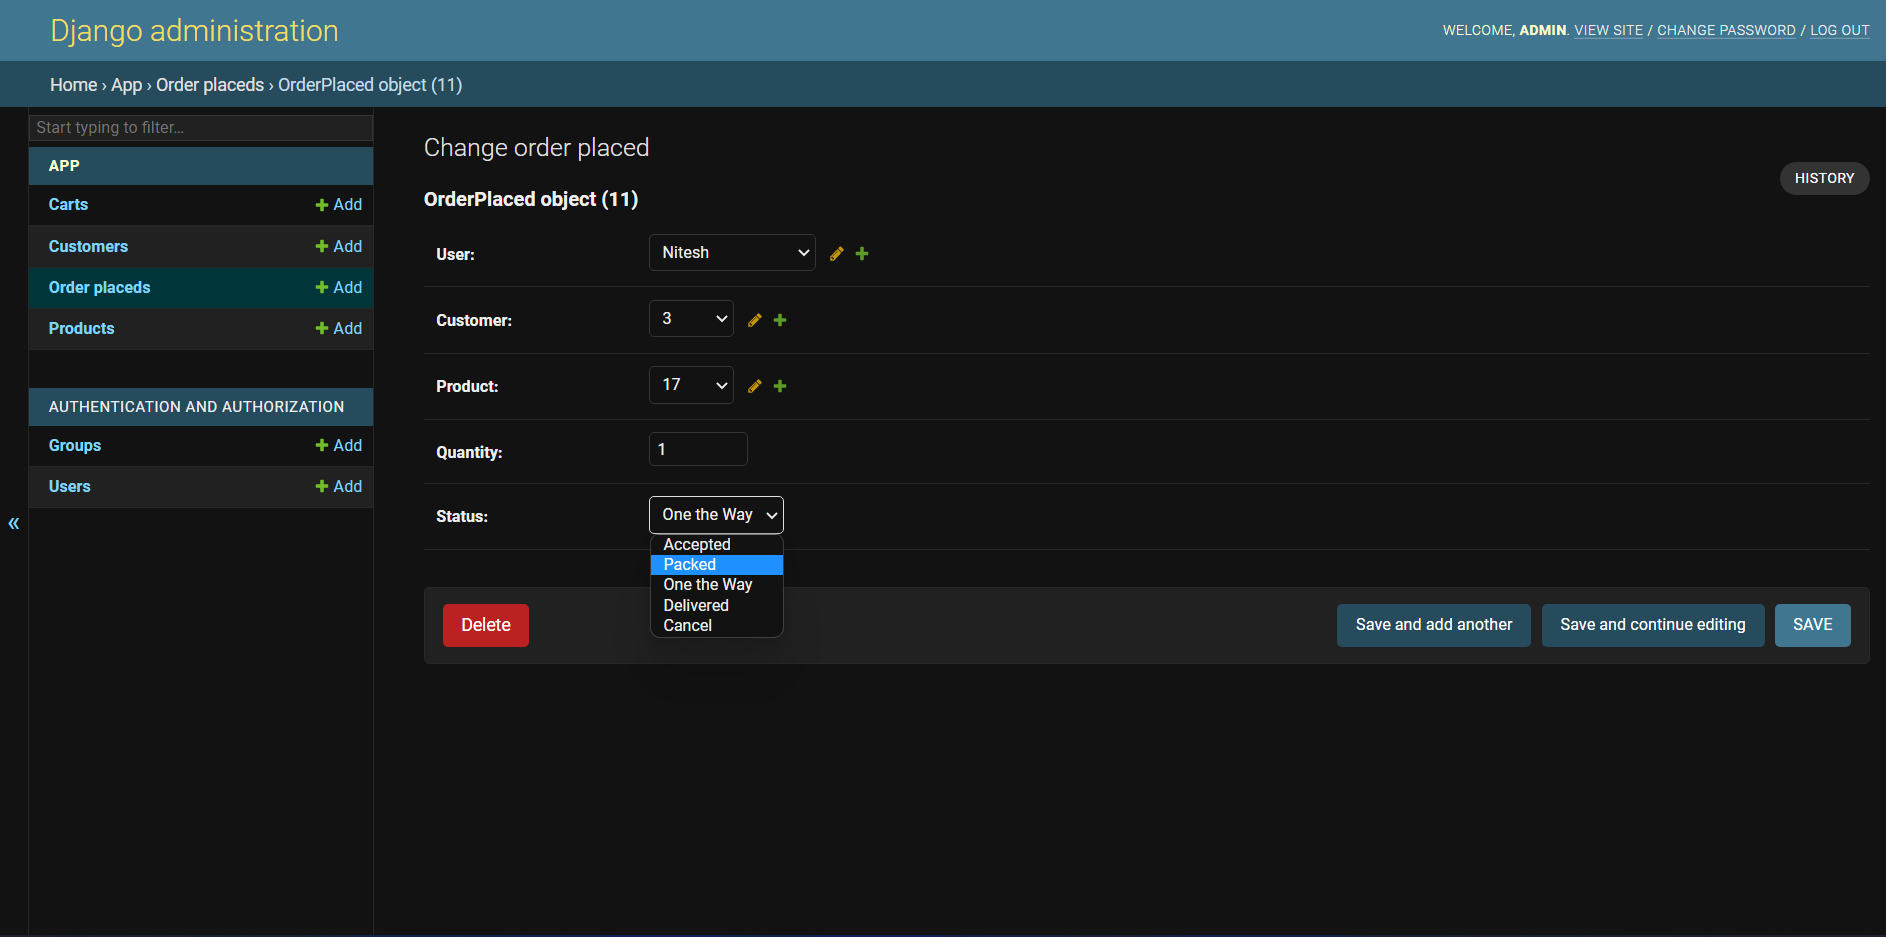 Django administration
WELCOME, ADMIN. VIEW SITE / CHANGE PASSWORD / LOG OUT
Home › App › Order placeds › OrderPlaced object (11)
Start typing to filter...
APP
Carts + Add
Customers + Add
Order placeds + Add
Products + Add
AUTHENTICATION AND AUTHORIZATION
Groups + Add
Users + Add
«
Change order placed
HISTORY
OrderPlaced object (11)
User: Nitesh
Customer: 3
Product: 17
Quantity: 1
Status: One the Way
Accepted
Packed
One the Way
Delivered
Cancel
Delete
Save and add another
Save and continue editing
SAVE